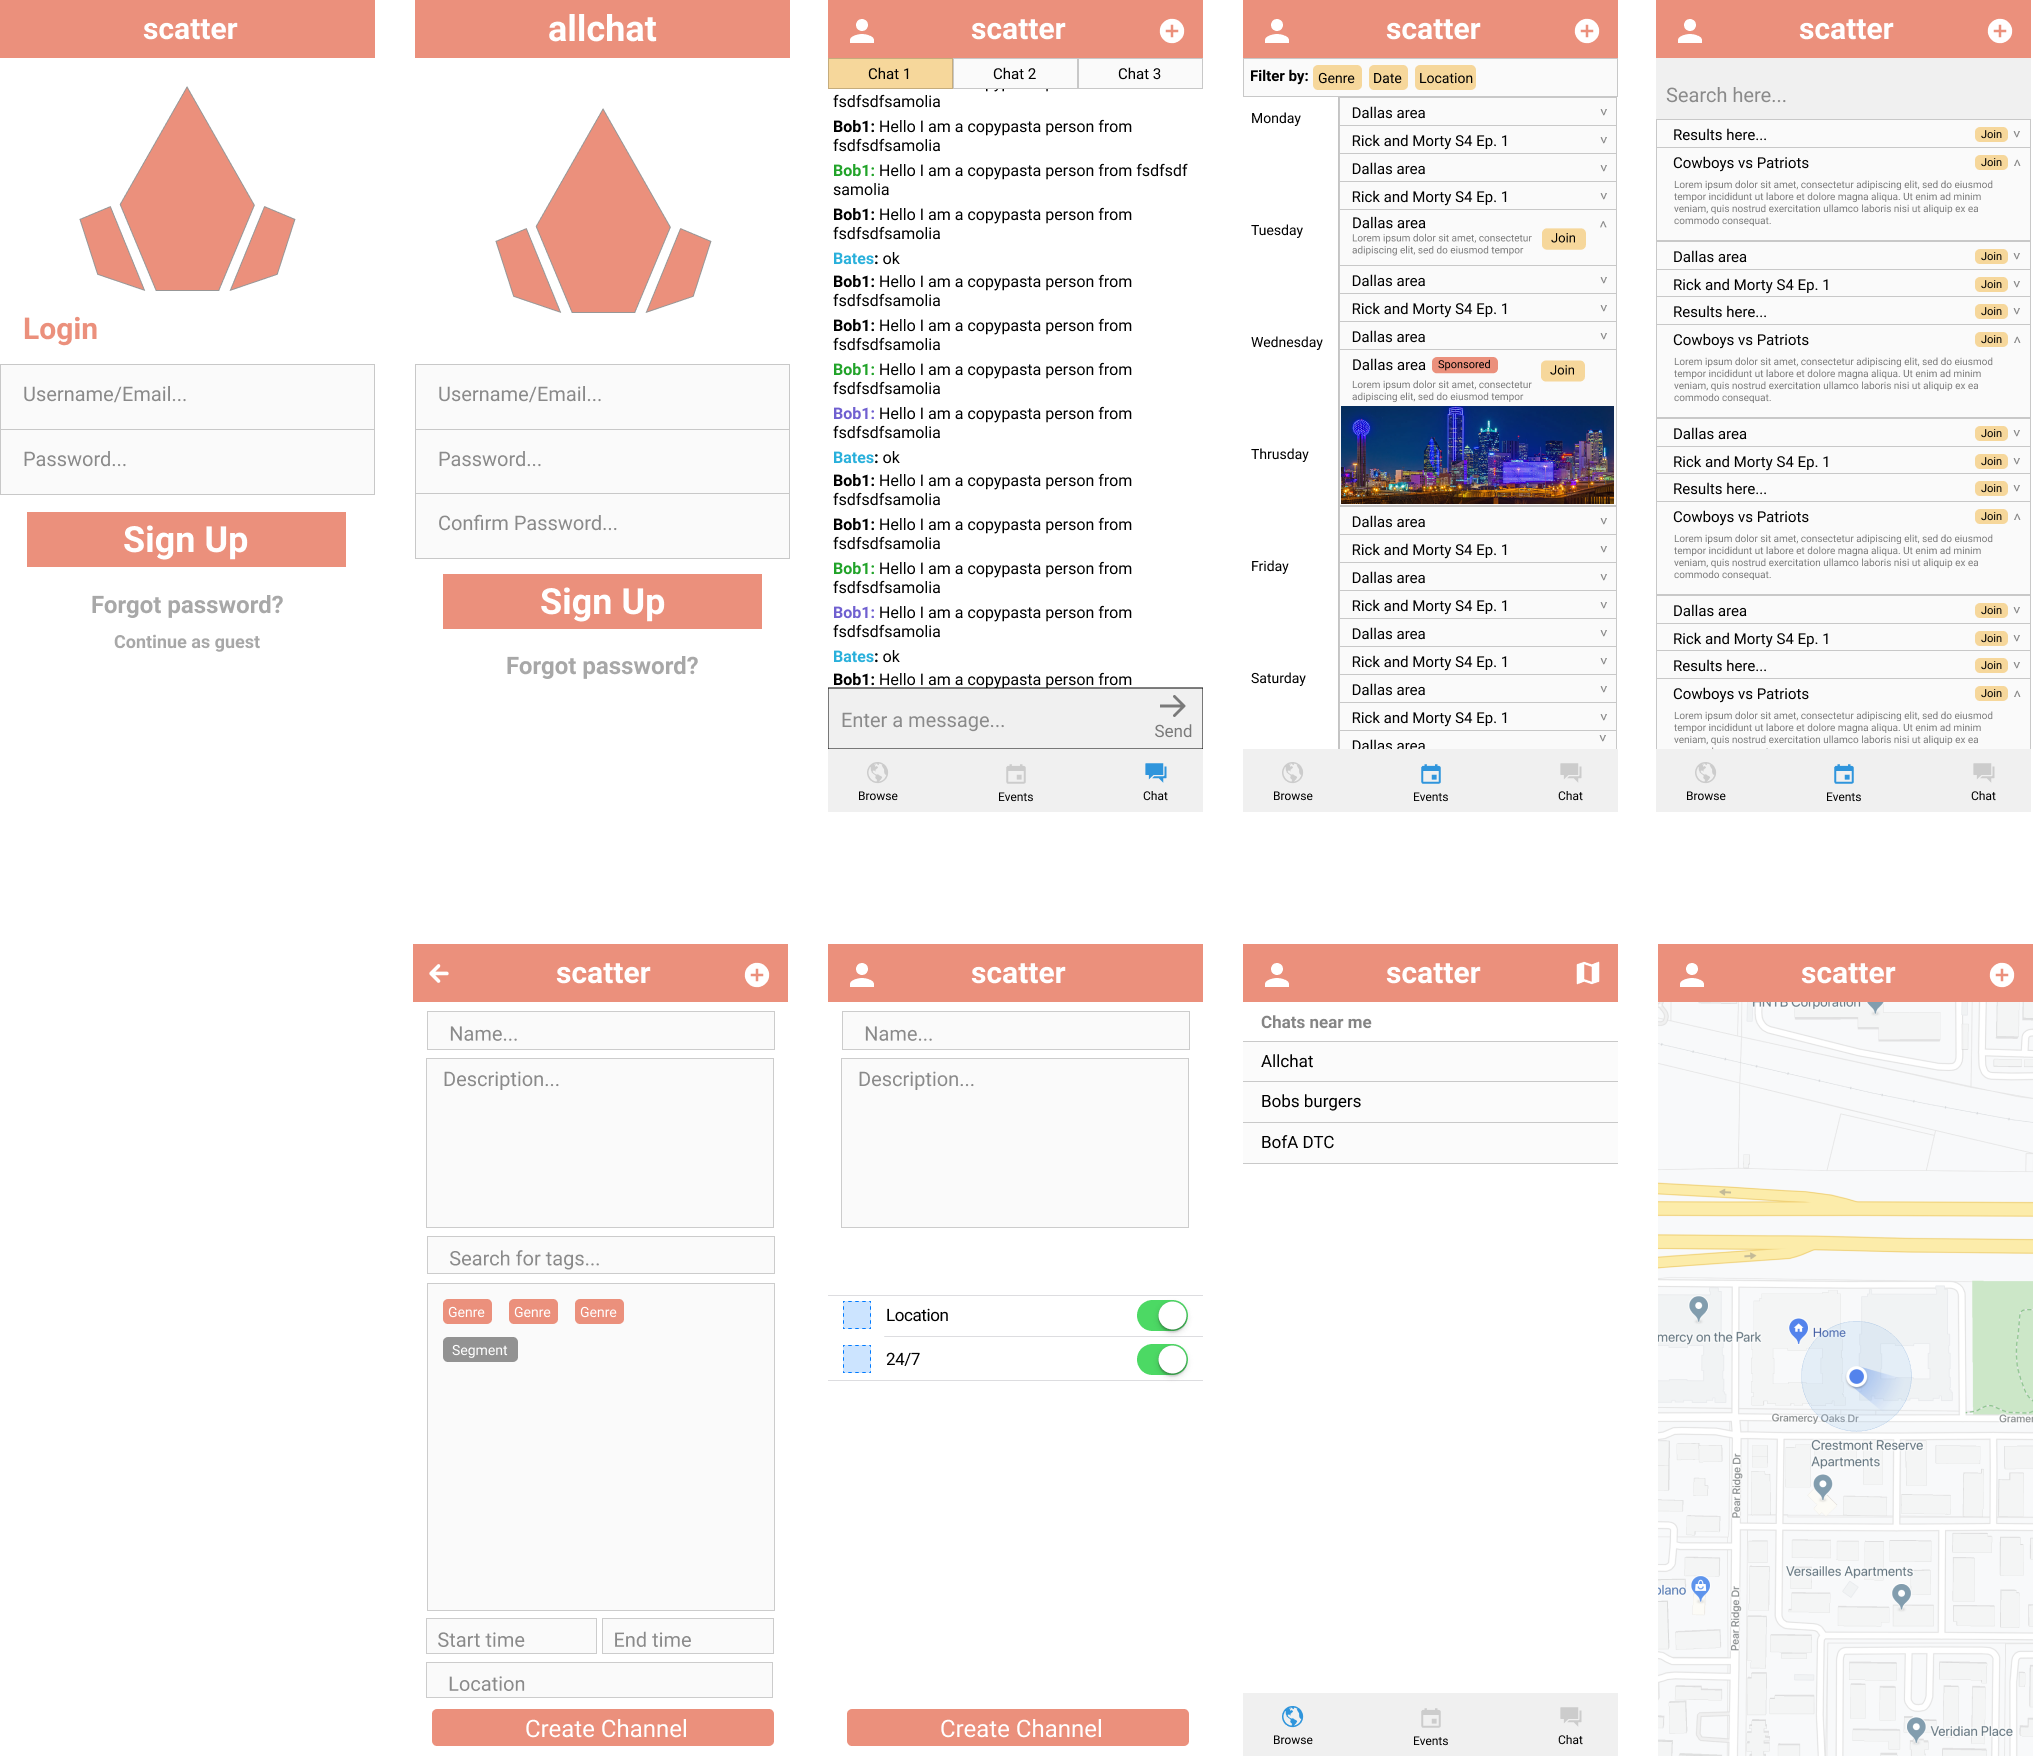 scatter
Login
Username/Email...
Password...
Sign Up
Forgot password?
Continue as guest
allchat
Username/Email...
Password...
Confirm Password...
Sign Up
Forgot password?
scatter
Chat 1
Chat 2
Chat 3
fsdfsdfsamolia
Bob1: Hello I am a copypasta person from
fsdfsdfsamolia
Bob1: Hello I am a copypasta person from fsdfsdf
samolia
Bob1: Hello I am a copypasta person from
fsdfsdfsamolia
Bates: ok
Bob1: Hello I am a copypasta person from
fsdfsdfsamolia
Bob1: Hello I am a copypasta person from
fsdfsdfsamolia
Bob1: Hello I am a copypasta person from
fsdfsdfsamolia
Bob1: Hello I am a copypasta person from
fsdfsdfsamolia
Bates: ok
Bob1: Hello I am a copypasta person from
fsdfsdfsamolia
Bob1: Hello I am a copypasta person from
fsdfsdfsamolia
Bob1: Hello I am a copypasta person from
fsdfsdfsamolia
Bob1: Hello I am a copypasta person from
fsdfsdfsamolia
Bates: ok
Bob1: Hello I am a copypasta person from
Enter a message...
Send
Browse
Events
Chat
scatter
Filter by: Genre Date Location
Monday
Dallas area
Rick and Morty S4 Ep. 1
Dallas area
Rick and Morty S4 Ep. 1
Tuesday
Dallas area
Lorem ipsum dolor sit amet, consectetur
adipiscing elit, sed do eiusmod tempor
Join
Dallas area
Rick and Morty S4 Ep. 1
Wednesday
Dallas area
Dallas area Sponsored
Lorem ipsum dolor sit amet, consectetur
adipiscing elit, sed do eiusmod tempor
Join
Thrusday
Dallas area
Rick and Morty S4 Ep. 1
Friday
Dallas area
Rick and Morty S4 Ep. 1
Dallas area
Rick and Morty S4 Ep. 1
Saturday
Dallas area
Rick and Morty S4 Ep. 1
Dallas area
Browse
Events
Chat
scatter
Search here...
Results here... Join
Cowboys vs Patriots Join
Lorem ipsum dolor sit amet, consectetur adipiscing elit, sed do eiusmod
tempor incididunt ut labore et dolore magna aliqua. Ut enim ad minim
veniam, quis nostrud exercitation ullamco laboris nisi ut aliquip ex ea
commodo consequat.
Dallas area Join
Rick and Morty S4 Ep. 1 Join
Results here... Join
Cowboys vs Patriots Join
Lorem ipsum dolor sit amet, consectetur adipiscing elit, sed do eiusmod
tempor incididunt ut labore et dolore magna aliqua. Ut enim ad minim
veniam, quis nostrud exercitation ullamco laboris nisi ut aliquip ex ea
commodo consequat.
Dallas area Join
Rick and Morty S4 Ep. 1 Join
Results here... Join
Cowboys vs Patriots Join
Lorem ipsum dolor sit amet, consectetur adipiscing elit, sed do eiusmod
tempor incididunt ut labore et dolore magna aliqua. Ut enim ad minim
veniam, quis nostrud exercitation ullamco laboris nisi ut aliquip ex ea
commodo consequat.
Dallas area Join
Rick and Morty S4 Ep. 1 Join
Results here... Join
Cowboys vs Patriots Join
Lorem ipsum dolor sit amet, consectetur adipiscing elit, sed do eiusmod
tempor incididunt ut labore et dolore magna aliqua. Ut enim ad minim
veniam, quis nostrud exercitation ullamco laboris nisi ut aliquip ex ea
Browse
Events
Chat
scatter
Name...
Description...
Search for tags...
Genre Genre Genre
Segment
Start time
End time
Location
Create Channel
scatter
Name...
Description...
Location
24/7
Create Channel
scatter
Chats near me
Allchat
Bobs burgers
BofA DTC
Browse
Events
Chat
scatter
HNTB Corporation
mercy on the Park
Home
Gramercy Oaks Dr
Gramer
Crestmont Reserve
Apartments
Pear Ridge Dr
Versailles Apartments
plano
Pear Ridge Dr
Veridian Place